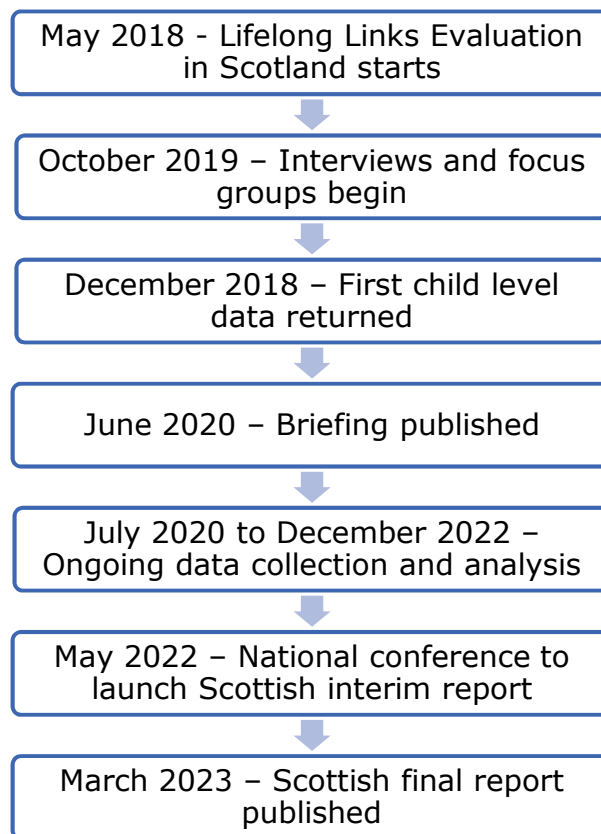 May 2018 - Lifelong Links Evaluation
in Scotland starts
October 2019 – Interviews and focus
groups begin
December 2018 – First child level
data returned
June 2020 – Briefing published
July 2020 to December 2022 –
Ongoing data collection and analysis
May 2022 – National conference to
launch Scottish interim report
March 2023 – Scottish final report
published